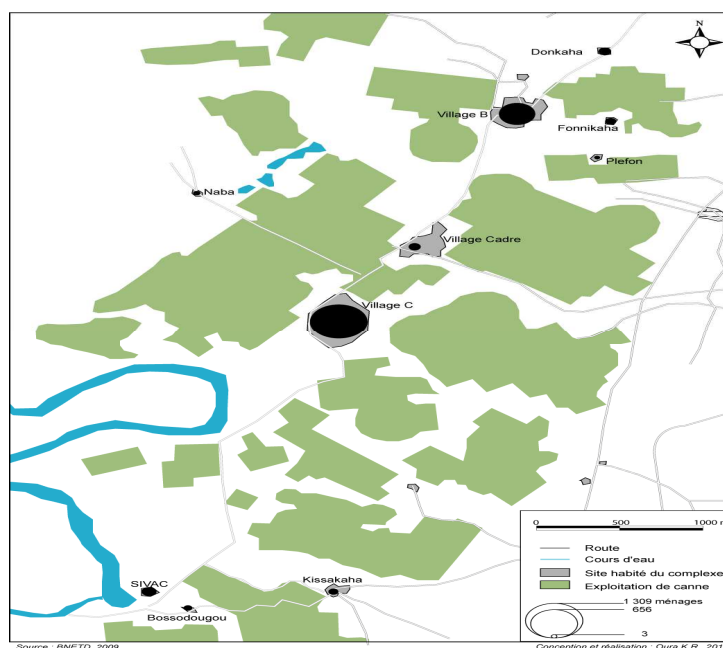 N
Donkaha
Village B
Fonnikaha
Plefon
Naba
Village Cadre
Village C
SIVAC
Bossodougou
Kissakaha
0 500 1000 m
Route
Cours d'eau
Site habité du complexe
Exploitation de canne
1 309 ménages
656
3
Source : BNETD, 2009
Conception et réalisation : Oura K.R., 201